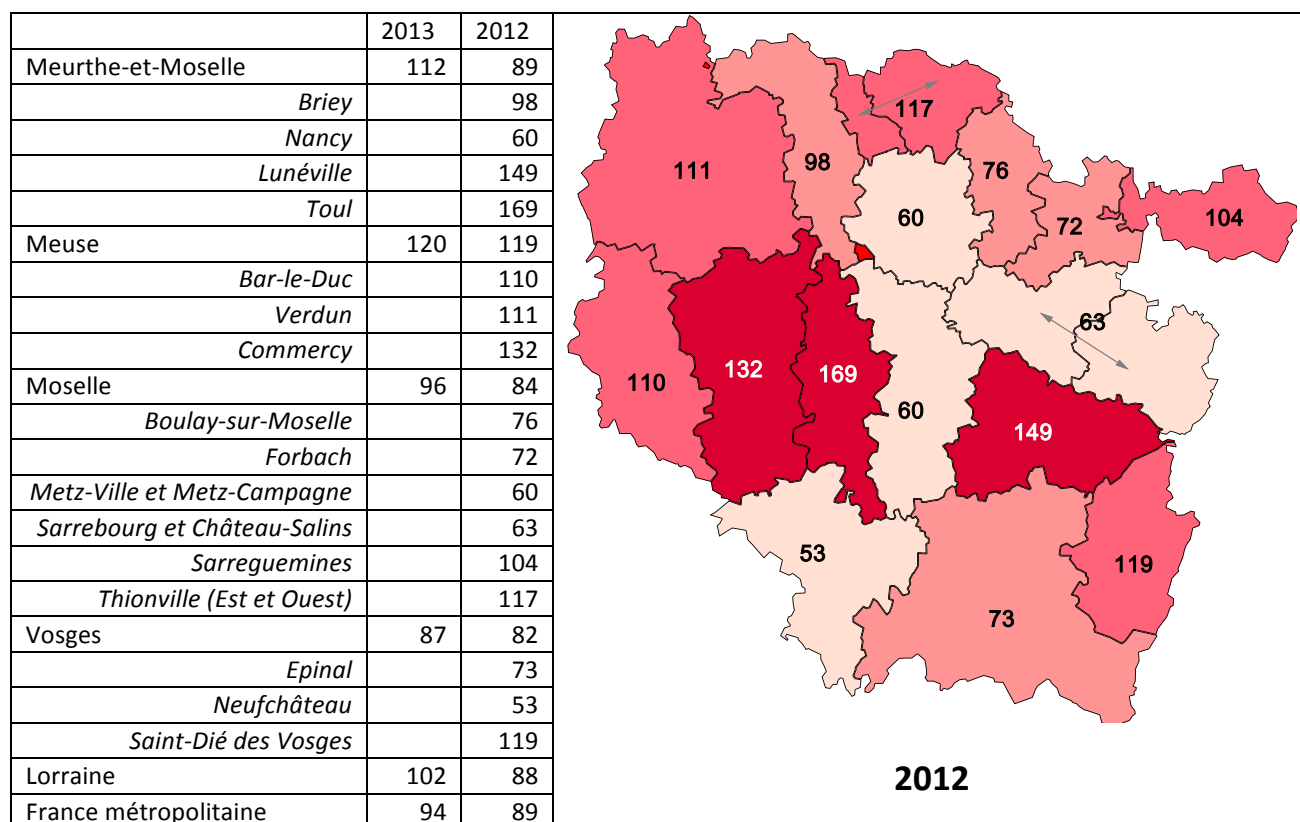 2013 2012
Meurthe-et-Moselle 112 89
Briey 98
Nancy 60
Lunéville 149
Toul 169
Meuse 120 119
Bar-le-Duc 110
Verdun 111
Commercy 132
Moselle 96 84
Boulay-sur-Moselle 76
Forbach 72
Metz-Ville et Metz-Campagne 60
Sarrebourg et Château-Salins 63
Sarreguemines 104
Thionville (Est et Ouest) 117
Vosges 87 82
Epinal 73
Neufchâteau 53
Saint-Dié des Vosges 119
Lorraine 102 88
France métropolitaine 94 89
117
111
98
76
60
72
104
63
110
132
169
60
149
53
119
73
2012